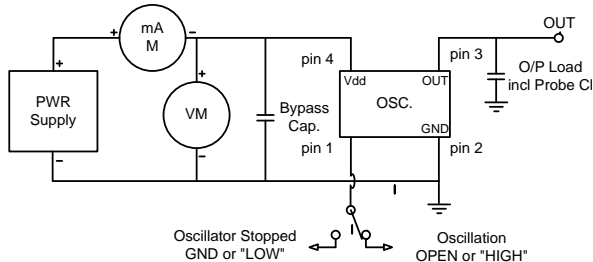 mA
M
OUT
pin 4
pin 3
O/P Load
incl Probe Cl
PWR
Supply
VM
Bypass
Cap.
Vdd
OUT
OSC.
GND
pin 1
pin 2
Oscillator Stopped
GND or "LOW"
Oscillation
OPEN or "HIGH"